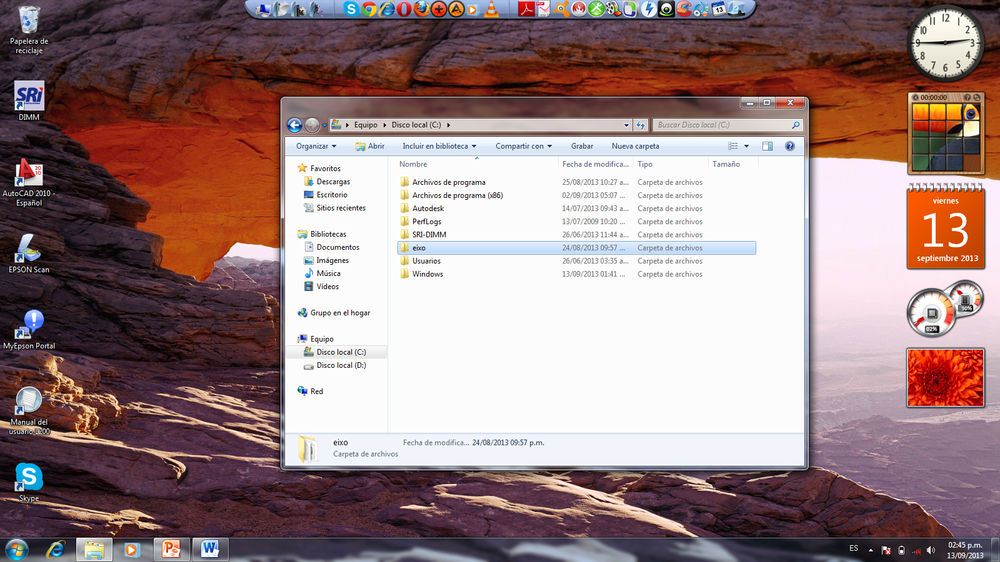 Papelera de
reciclaje
SRi
DIMM
20
10
AutoCAD 2010 -
Español
EPSON Scan
MyEpson Portal
Manual del
usuario L200
Skype
Equipo
Disco local (C:)
Buscar Disco local (C:)
Organizar
Abrir
Incluir en biblioteca
Compartir con
Grabar
Nueva carpeta
Favoritos
Descargas
Escritorio
Sitios recientes
Bibliotecas
Documentos
Imágenes
Música
Vídeos
Grupo en el hogar
Equipo
Disco local (C:)
Disco local (D:)
Red
Nombre Fecha de modifica... Tipo Tamaño
Archivos de programa 25/08/2013 10:27 a... Carpeta de archivos
Archivos de programa (x86) 02/09/2013 05:07 ... Carpeta de archivos
Autodesk 14/07/2013 09:43 a... Carpeta de archivos
PerfLogs 13/07/2009 10:20 ... Carpeta de archivos
SRI-DIMM 26/06/2013 11:44 a... Carpeta de archivos
eixo 24/08/2013 09:57 ... Carpeta de archivos
Usuarios 26/06/2013 03:35 a... Carpeta de archivos
Windows 13/09/2013 01:41 ... Carpeta de archivos
eixo
Fecha de modifica... 24/08/2013 09:57 p.m.
Carpeta de archivos
12
1
2
3
4
5
6
7
8
9
10
11
00:00:00
viernes
13
septiembre 2013
30%
02%
ES
02:45 p.m.
13/09/2013